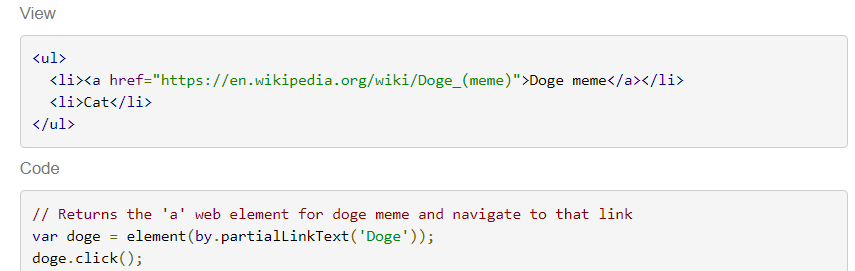 View
<ul>
  <li><a href="https://en.wikipedia.org/wiki/Doge_(meme)">Doge meme</a></li>
  <li>Cat</li>
</ul>
Code
// Returns the 'a' web element for doge meme and navigate to that link
var doge = element(by.partialLinkText('Doge'));
doge.click();